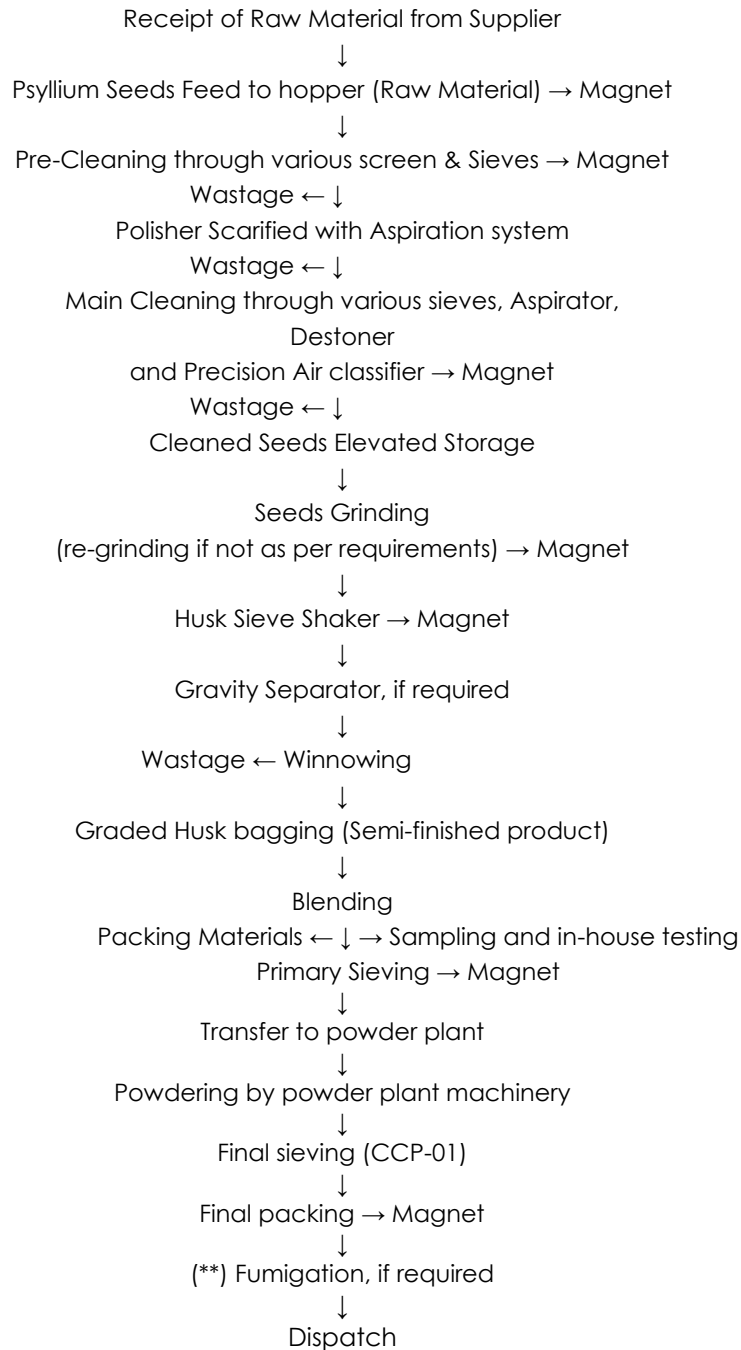 Receipt of Raw Material from Supplier
↓
Psyllium Seeds Feed to hopper (Raw Material) → Magnet
↓
Pre-Cleaning through various screen & Sieves → Magnet
Wastage ← ↓
Polisher Scarified with Aspiration system
Wastage ← ↓
Main Cleaning through various sieves, Aspirator,
Destoner
and Precision Air classifier → Magnet
Wastage ← ↓
Cleaned Seeds Elevated Storage
↓
Seeds Grinding
(re-grinding if not as per requirements) → Magnet
↓
Husk Sieve Shaker → Magnet
↓
Gravity Separator, if required
↓
Wastage ← Winnowing
↓
Graded Husk bagging (Semi-finished product)
↓
Blending
Packing Materials ← ↓ → Sampling and in-house testing
Primary Sieving → Magnet
↓
Transfer to powder plant
↓
Powdering by powder plant machinery
↓
Final sieving (CCP-01)
↓
Final packing → Magnet
↓
(**) Fumigation, if required
↓
Dispatch